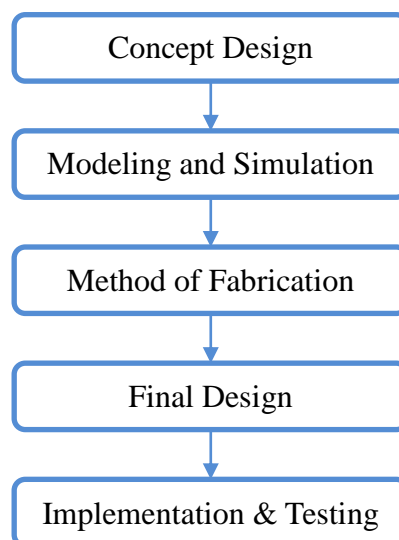 Concept Design
Modeling and Simulation
Method of Fabrication
Final Design
Implementation & Testing